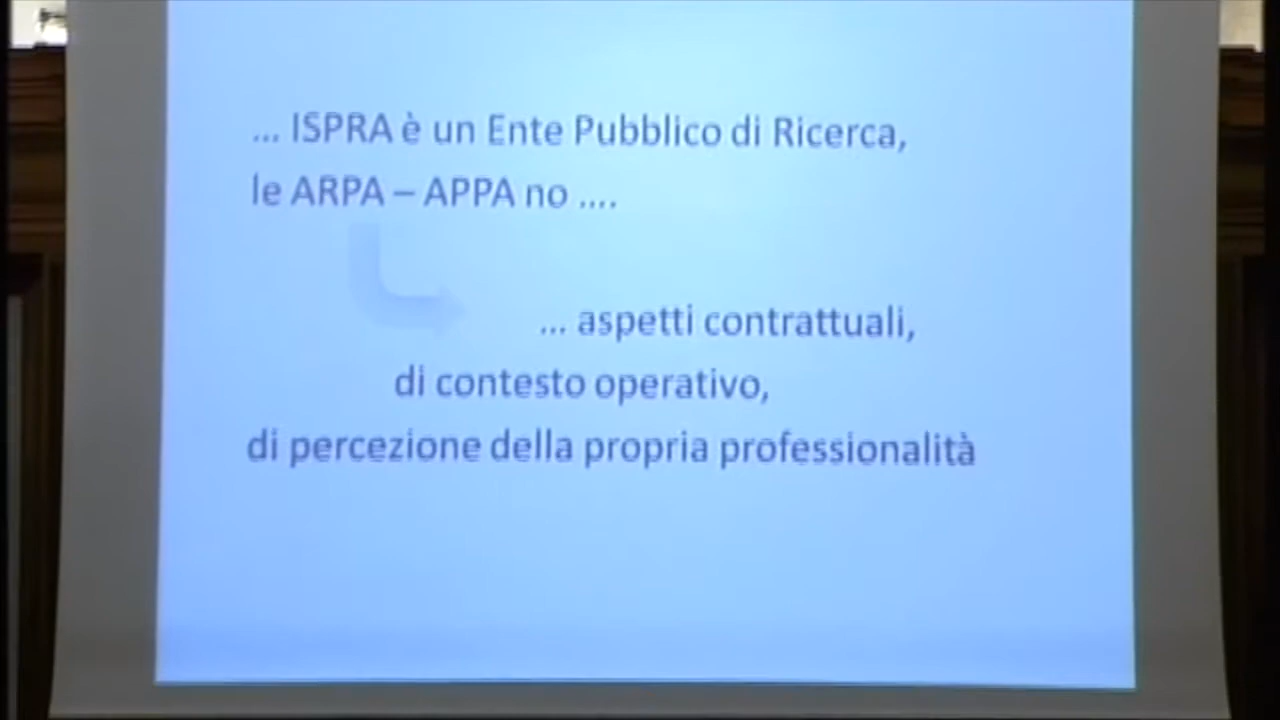 ... ISPRA è un Ente Pubblico di Ricerca,
le ARPA – APPA no ....
... aspetti contrattuali,
di contesto operativo,
di percezione della propria professionalità